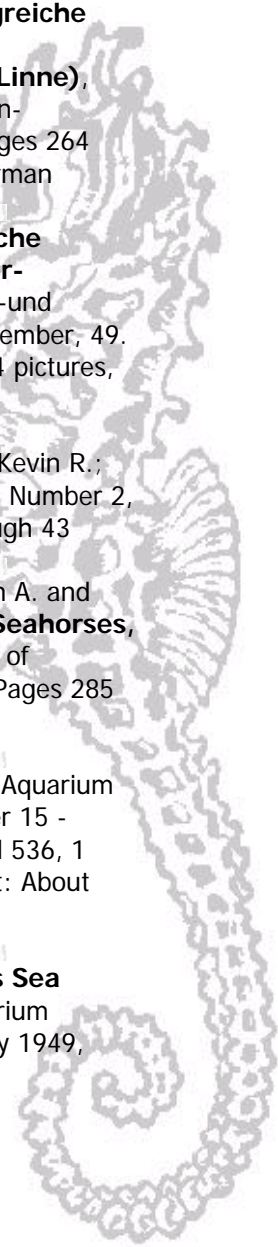 greiche
Linne),
n-
ges 264
rman
che
r-
-und
ember, 49.
4 pictures,
Kevin R.;
Number 2,
ugh 43
n A. and
Seahorses,
of
Pages 285
Aquarium
er 15 -
d 536, 1
t: About
s Sea
rium
y 1949,